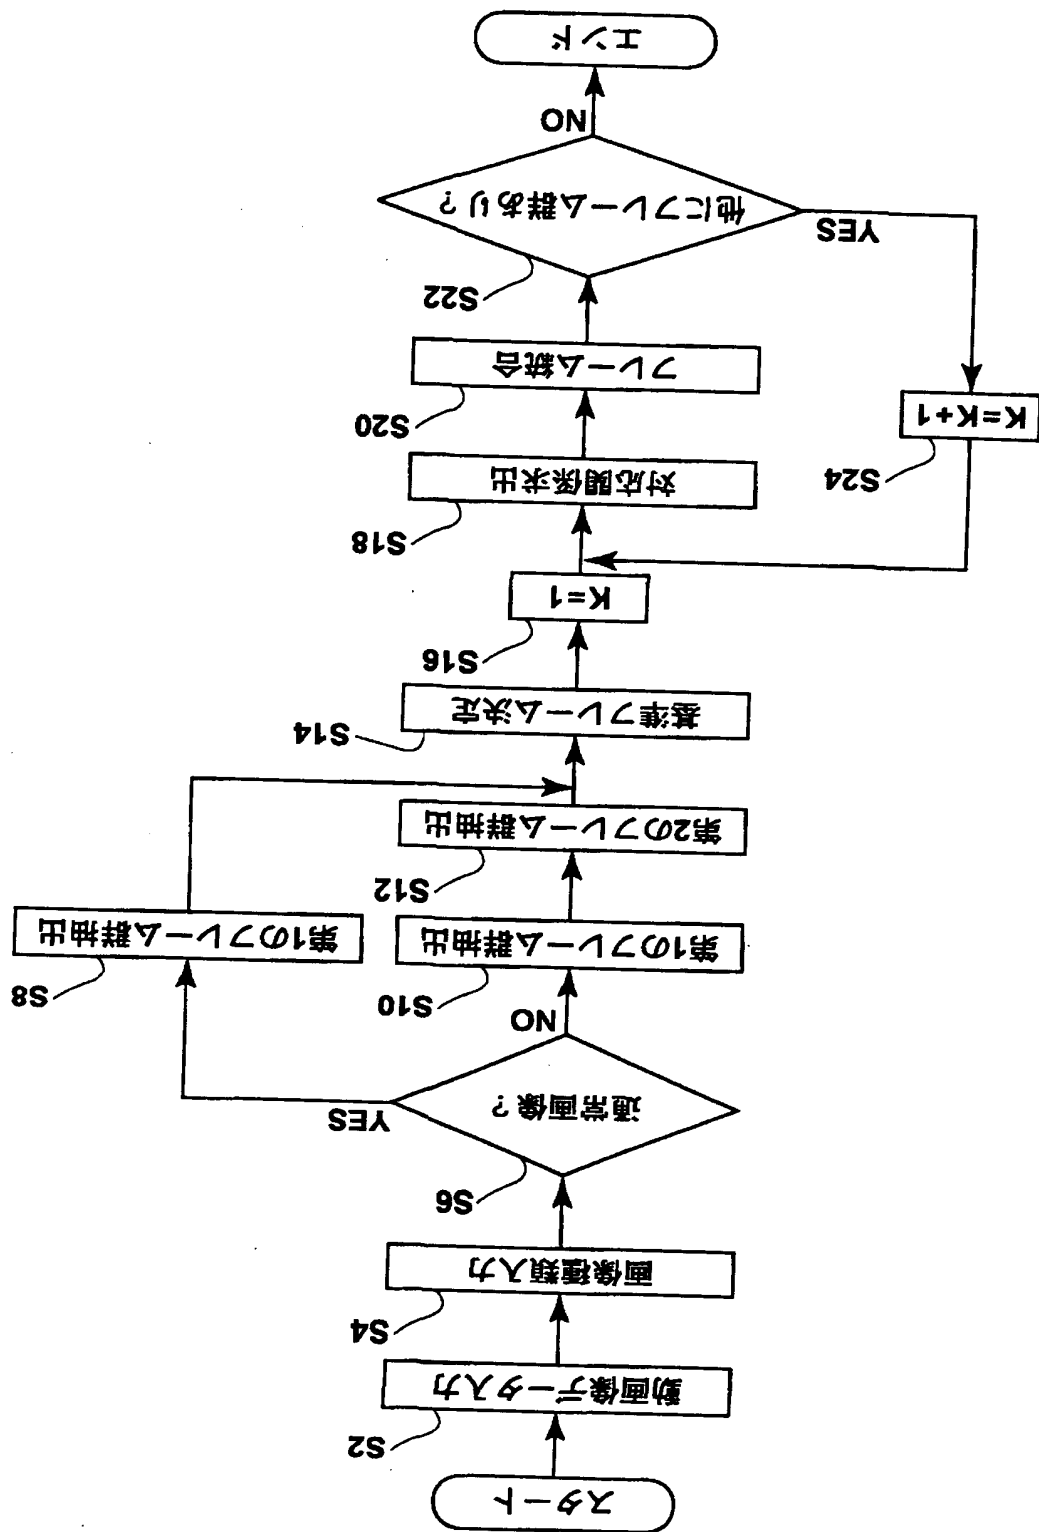 スタート
S2
動画像データ入力
S4
画像種類入力
S6
通常画像？
YES
NO
S8
第1のフレーム群抽出
S10
第1のフレーム群抽出
S12
第2のフレーム群抽出
S14
基準フレーム決定
S16
K=1
S18
対応関係求出
S20
フレーム統合
S22
他にフレーム群あり？
YES
S24
K=K+1
NO
エンド